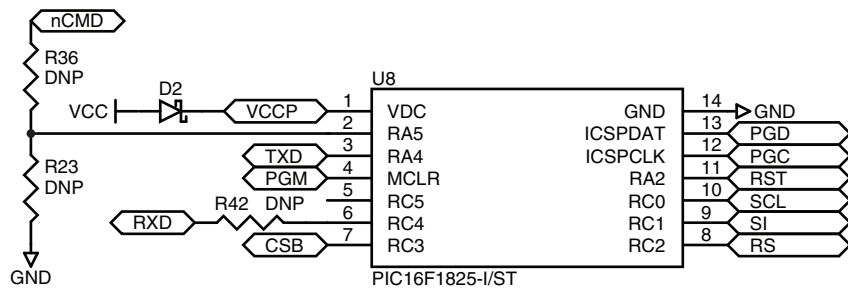 nCMD
R36
DNP
R23
DNP
GND
VCC
D2
VCCP
TXD
PGM
RXD
R42 DNP
CSB
U8
1 VDC GND 14 GND
2 RA5 ICSPDAT 13 PGD
3 RA4 ICSPCLK 12 PGC
4 MCLR RA2 11 RST
5 RC5 RC0 10 SCL
6 RC4 RC1 9 SI
7 RC3 RC2 8 RS
PIC16F1825-I/ST